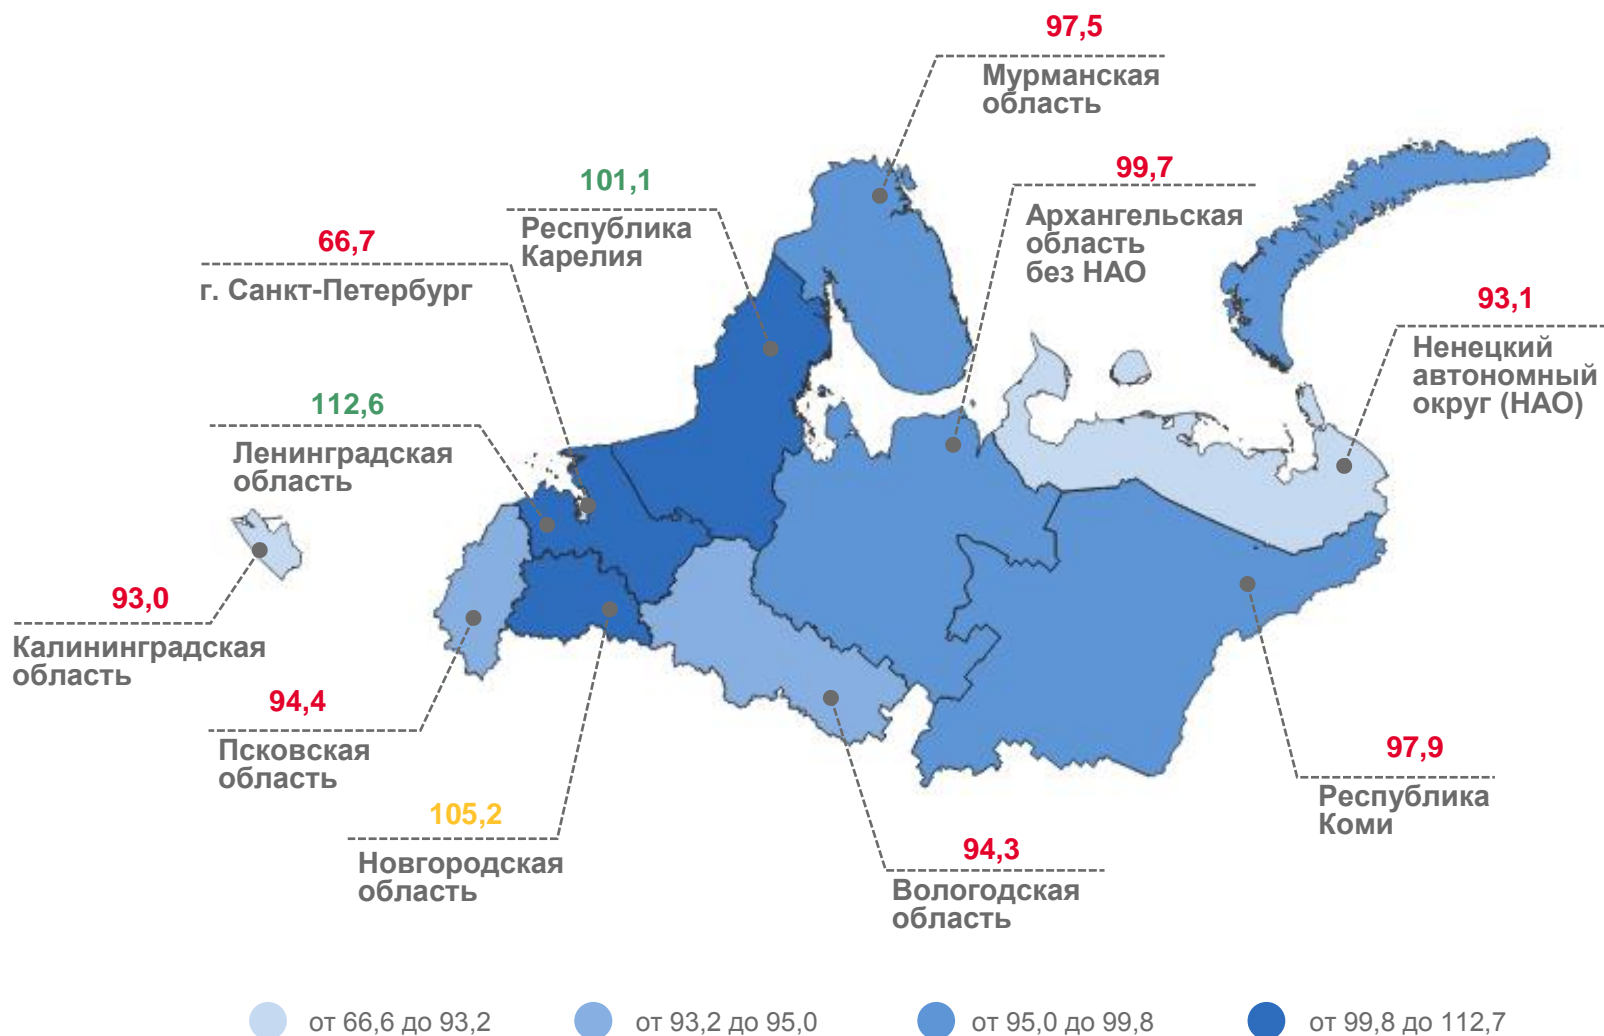 97,5
Мурманская
область
99,7
Архангельская
область
без НАО
101,1
Республика
Карелия
66,7
г. Санкт-Петербург
93,1
Ненецкий
автономный
округ (НАО)
112,6
Ленинградская
область
93,0
Калининградская
область
94,4
Псковская
область
105,2
Новгородская
область
94,3
Вологодская
область
97,9
Республика
Коми
от 66,6 до 93,2
от 93,2 до 95,0
от 95,0 до 99,8
от 99,8 до 112,7